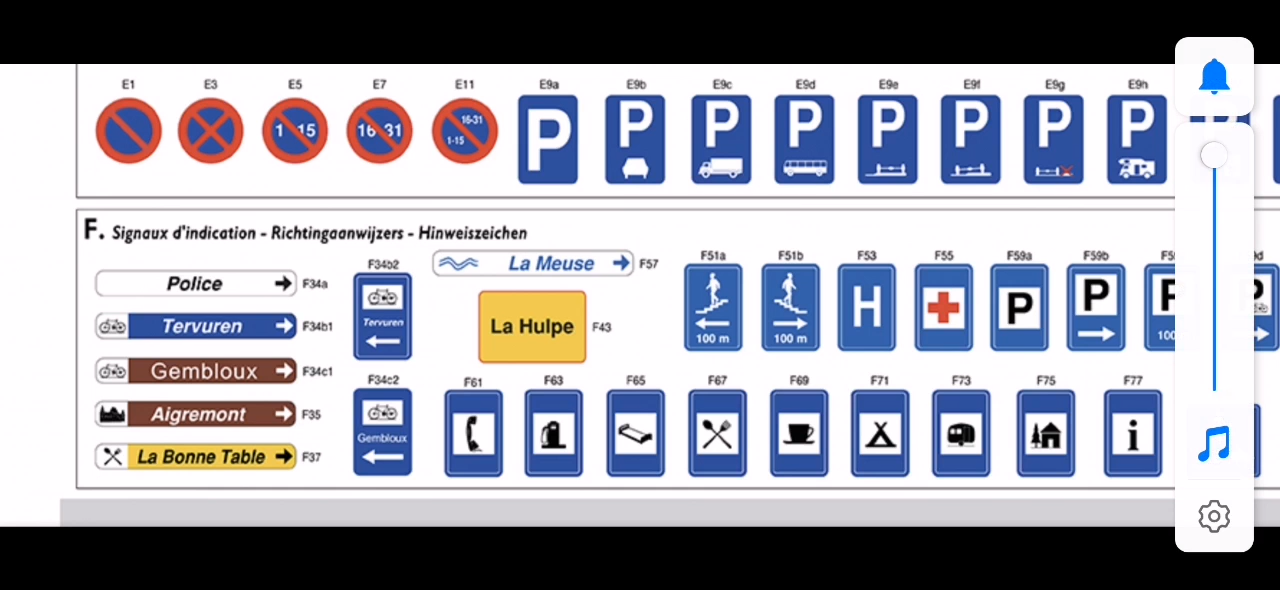 E1 E3 E5 E7 E11 E9a E9b E9c E9d E9e E9f E9g E9h
1 15 16 31 16-31
1-15
P P P P P P P P
F. Signaux d'indication - Richtingaanwijzers - Hinweiszeichen
Police F34a
Tervuren F34b1
Gembloux F34c1
Aigremont F35
La Bonne Table F37
F34b2
Tervuren
F34c2
Gembloux
La Meuse F57
La Hulpe F43
F51a F51b F53 F55 F59a F59b
100 m 100 m H P P P
F61 F63 F65 F67 F69 F71 F73 F75 F77
i